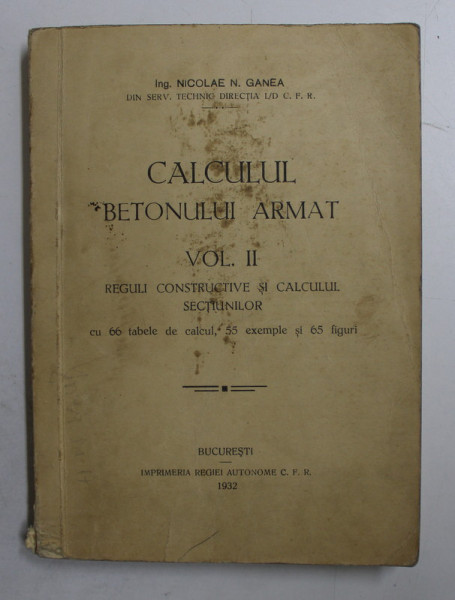 Ing. NICOLAE N. GANEA
DIN SERV. TECHNIC DIRECȚIA L/D C. F. R.
CALCULUL
BETONULUI ARMAT
VOL. II
REGULI CONSTRUCTIVE ȘI CALCULUL
SECȚIUNILOR
cu 66 tabele de calcul, 55 exemple și 65 figuri
BUCUREȘTI
IMPRIMERIA REGIEI AUTONOME C. F. R.
1932